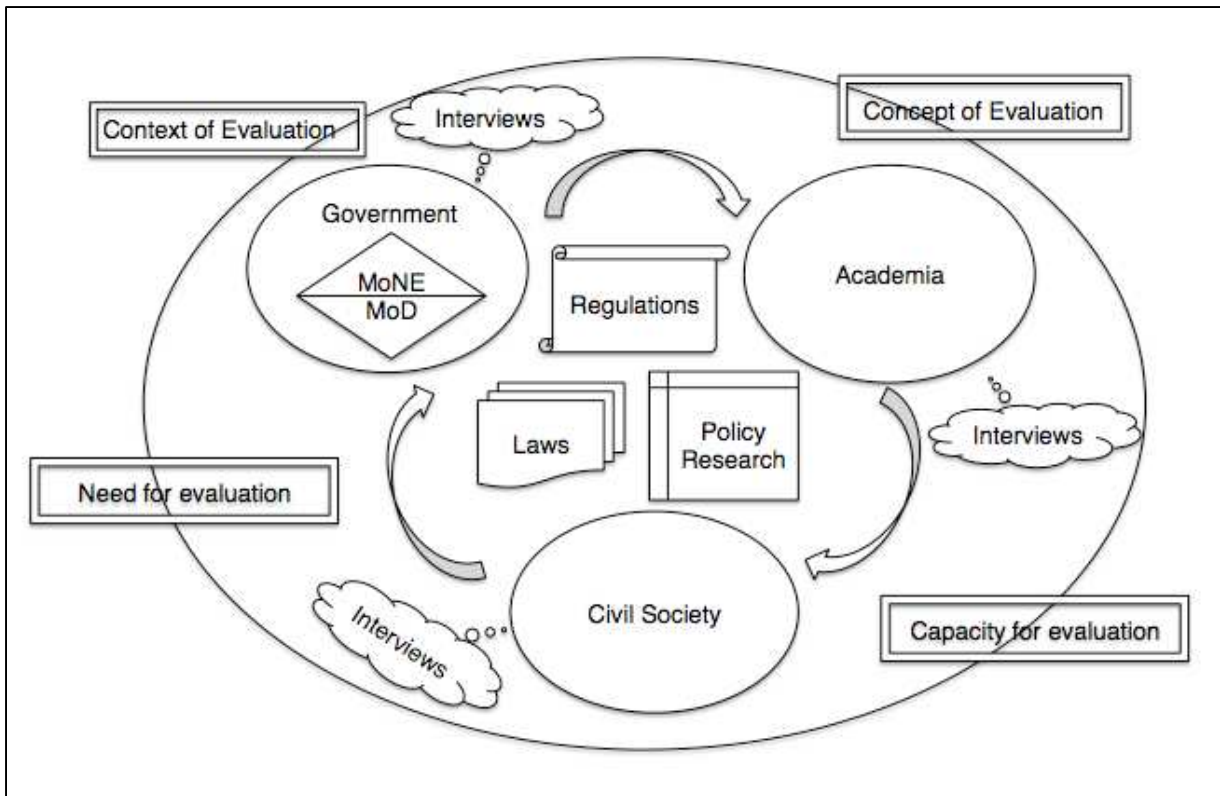 Context of Evaluation
Interviews
Concept of Evaluation
Government
MoNE
MoD
Regulations
Academia
Laws
Policy
Research
Interviews
Need for evaluation
Civil Society
Interviews
Capacity for evaluation